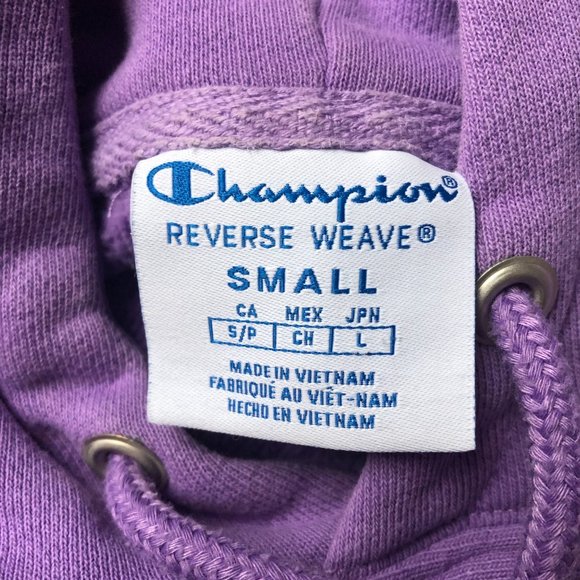 Champion®
REVERSE WEAVE®
SMALL
CA MEX JPN
S/P CH L
MADE IN VIETNAM
FABRIQUÉ AU VIÊT-NAM
HECHO EN VIETNAM